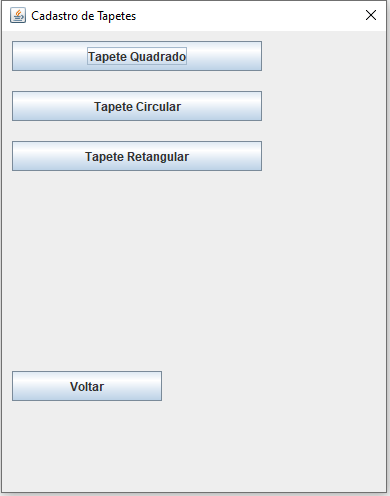 Cadastro de Tapetes
Tapete Quadrado
Tapete Circular
Tapete Retangular
Voltar